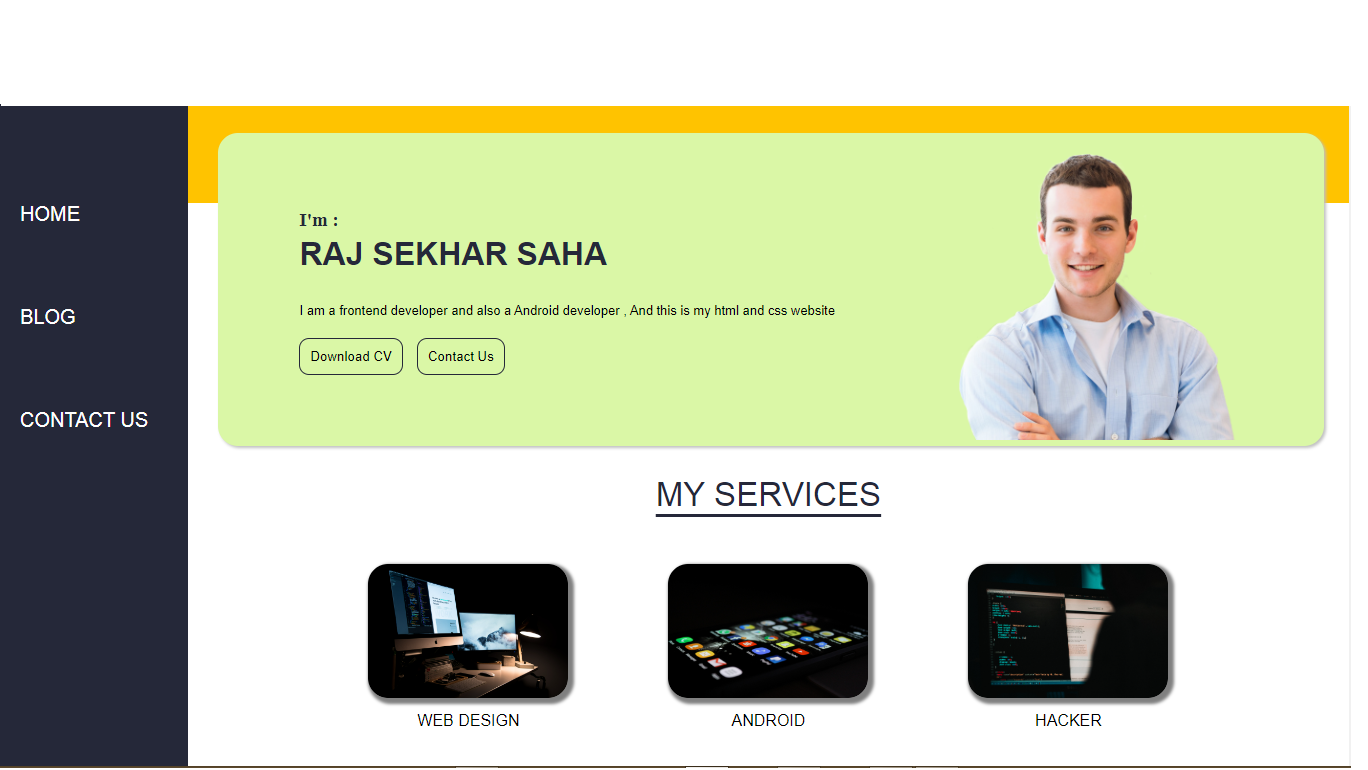 HOME
BLOG
CONTACT US
I'm :
RAJ SEKHAR SAHA
I am a frontend developer and also a Android developer , And this is my html and css website
Download CV
Contact Us
MY SERVICES
WEB DESIGN
ANDROID
HACKER